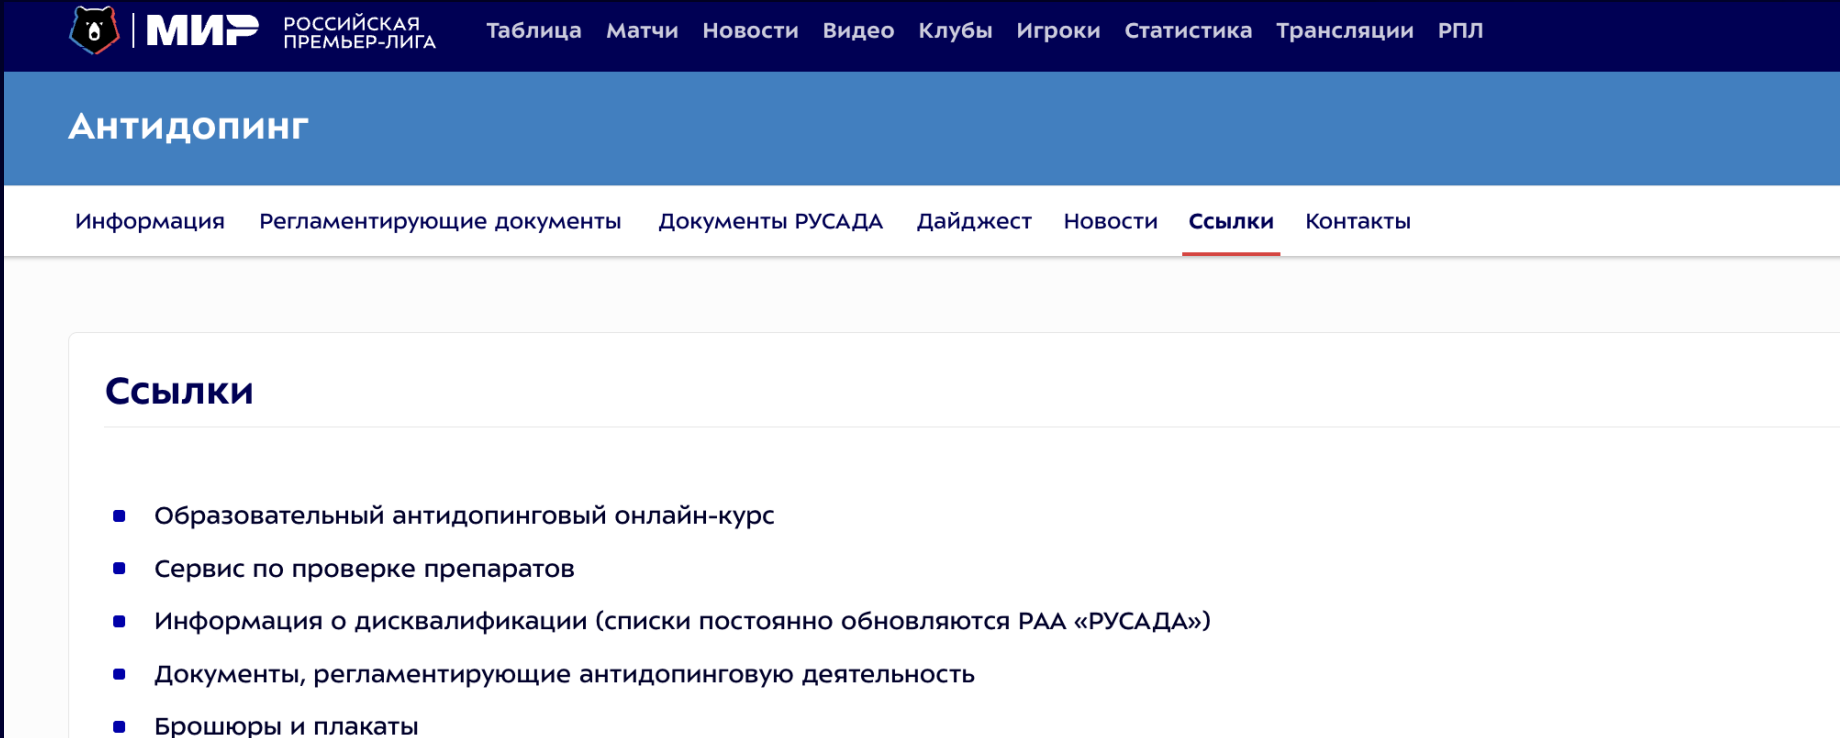 МИР РОССИЙСКАЯ ПРЕМЬЕР-ЛИГА Таблица Матчи Новости Видео Клубы Игроки Статистика Трансляции РПЛ
Антидопинг
Информация Регламентирующие документы Документы РУСАДА Дайджест Новости Ссылки Контакты
Ссылки
Образовательный антидопинговый онлайн-курс
Сервис по проверке препаратов
Информация о дисквалификации (списки постоянно обновляются РАА «РУСАДА»)
Документы, регламентирующие антидопинговую деятельность
Брошюры и плакаты